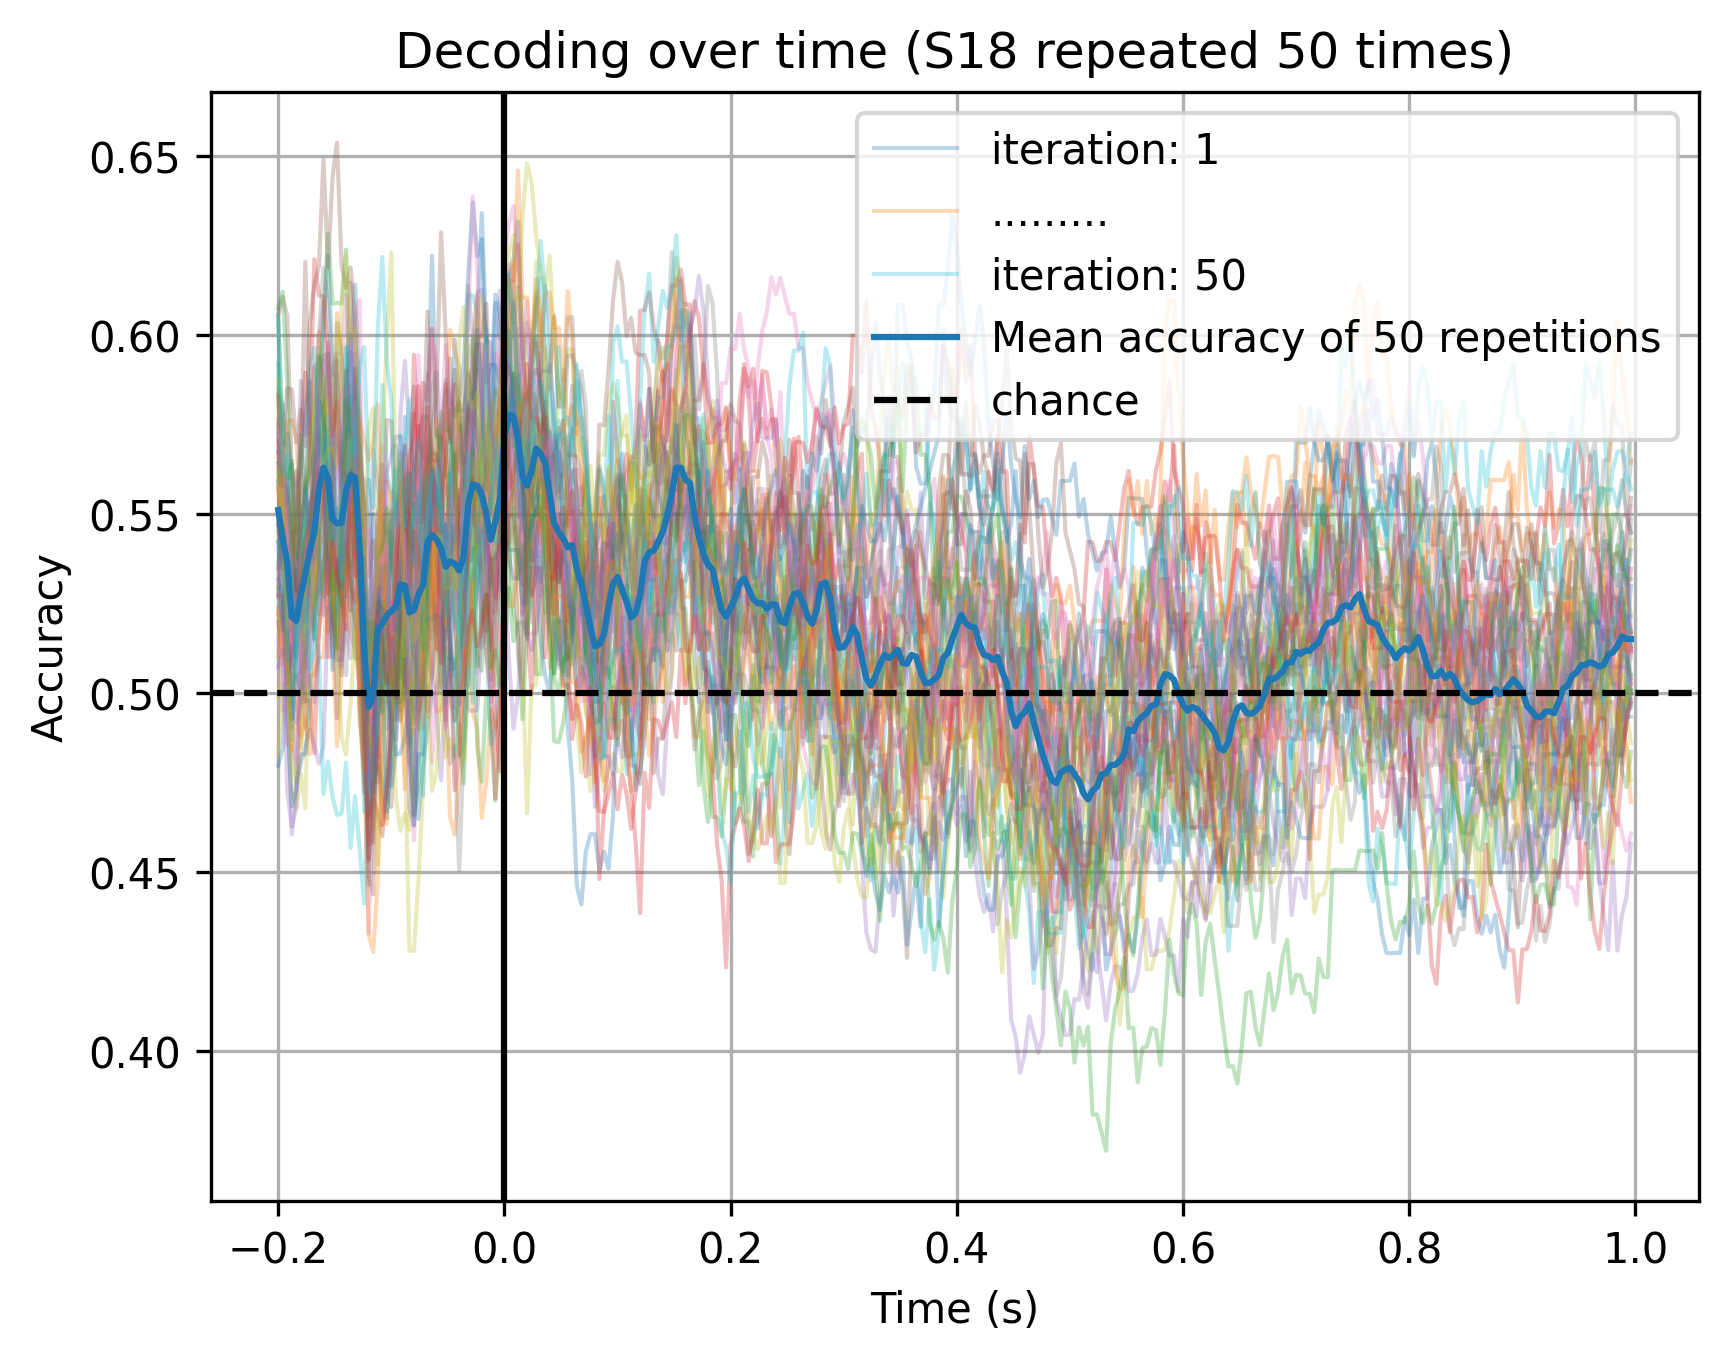 Decoding over time (S18 repeated 50 times)
iteration: 1
.........
iteration: 50
Mean accuracy of 50 repetitions
chance
Accuracy
0.65
0.60
0.55
0.50
0.45
0.40
−0.2 0.0 0.2 0.4 0.6 0.8 1.0
Time (s)